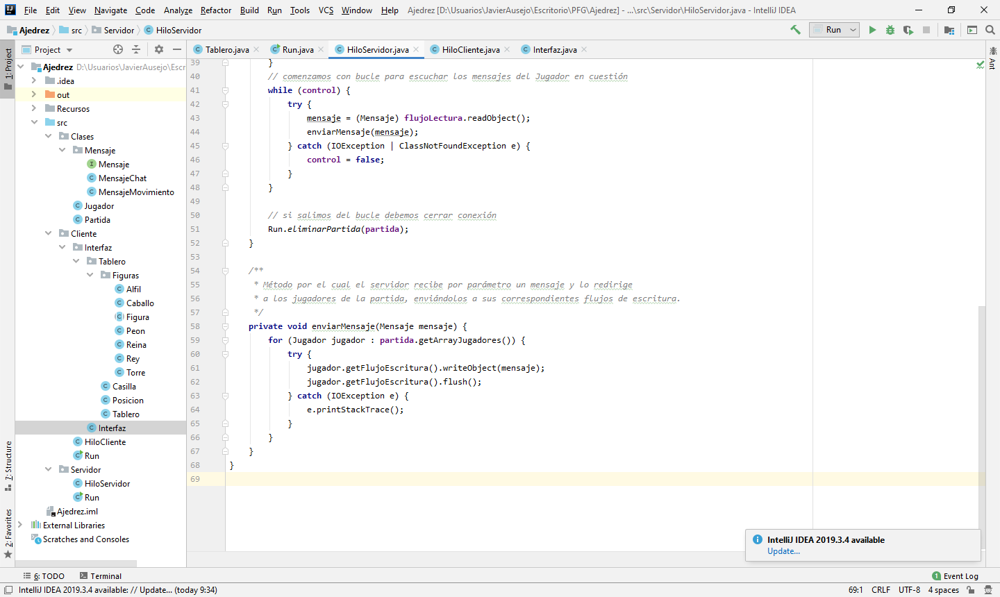 File Edit View Navigate Code Analyze Refactor Build Run Tools VCS Window Help Ajedrez [D:\Usuarios\JavierAusejo\Escritorio\PFG\Ajedrez] - ...\src\Servidor\HiloServidor.java - IntelliJ IDEA
Ajedrez src Servidor HiloServidor Run
Project
Tablero.java Run.java HiloServidor.java HiloCliente.java Interfaz.java
1: Project
7: Structure
2: Favorites
Ant
Ajedrez D:\Usuarios\JavierAusejo\Escr
.idea
out
Recursos
src
Clases
Mensaje
Mensaje
MensajeChat
MensajeMovimiento
Jugador
Partida
Cliente
Interfaz
Tablero
Figuras
Alfil
Caballo
Figura
Peon
Reina
Rey
Torre
Casilla
Posicion
Tablero
Interfaz
HiloCliente
Run
Servidor
HiloServidor
Run
Ajedrez.iml
External Libraries
Scratches and Consoles
39 }
40 // comenzamos con bucle para escuchar los mensajes del Jugador en cuestión
41 while (control) {
42 try {
43 mensaje = (Mensaje) flujoLectura.readObject();
44 enviarMensaje(mensaje);
45 } catch (IOException | ClassNotFoundException e) {
46 control = false;
47 }
48 }
49
50 // si salimos del bucle debemos cerrar conexión
51 Run.eliminarPartida(partida);
52 }
53
54 /**
55 * Método por el cual el servidor recibe por parámetro un mensaje y lo redirige
56 * a los jugadores de la partida, enviándolos a sus correspondientes flujos de escritura.
57 */
58 private void enviarMensaje(Mensaje mensaje) {
59 for (Jugador jugador : partida.getArrayJugadores()) {
60 try {
61 jugador.getFlujoEscritura().writeObject(mensaje);
62 jugador.getFlujoEscritura().flush();
63 } catch (IOException e) {
64 e.printStackTrace();
65 }
66 }
67 }
68 }
69
IntelliJ IDEA 2019.3.4 available
Update...
6: TODO Terminal 1 Event Log
IntelliJ IDEA 2019.3.4 available: // Update... (today 9:34) 69:1 CRLF UTF-8 4 spaces